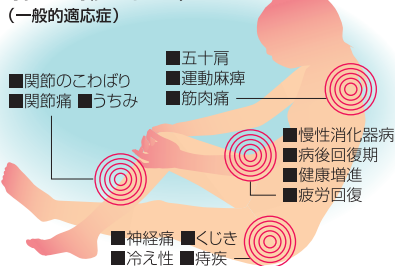 (一般的適応症)
■五十肩
■運動麻痺
■筋肉痛
■関節のこわばり
■関節痛 ■うちみ
■慢性消化器病
■病後回復期
■健康増進
■疲労回復
■神経痛 ■くじき
■冷え性 ■痔疾